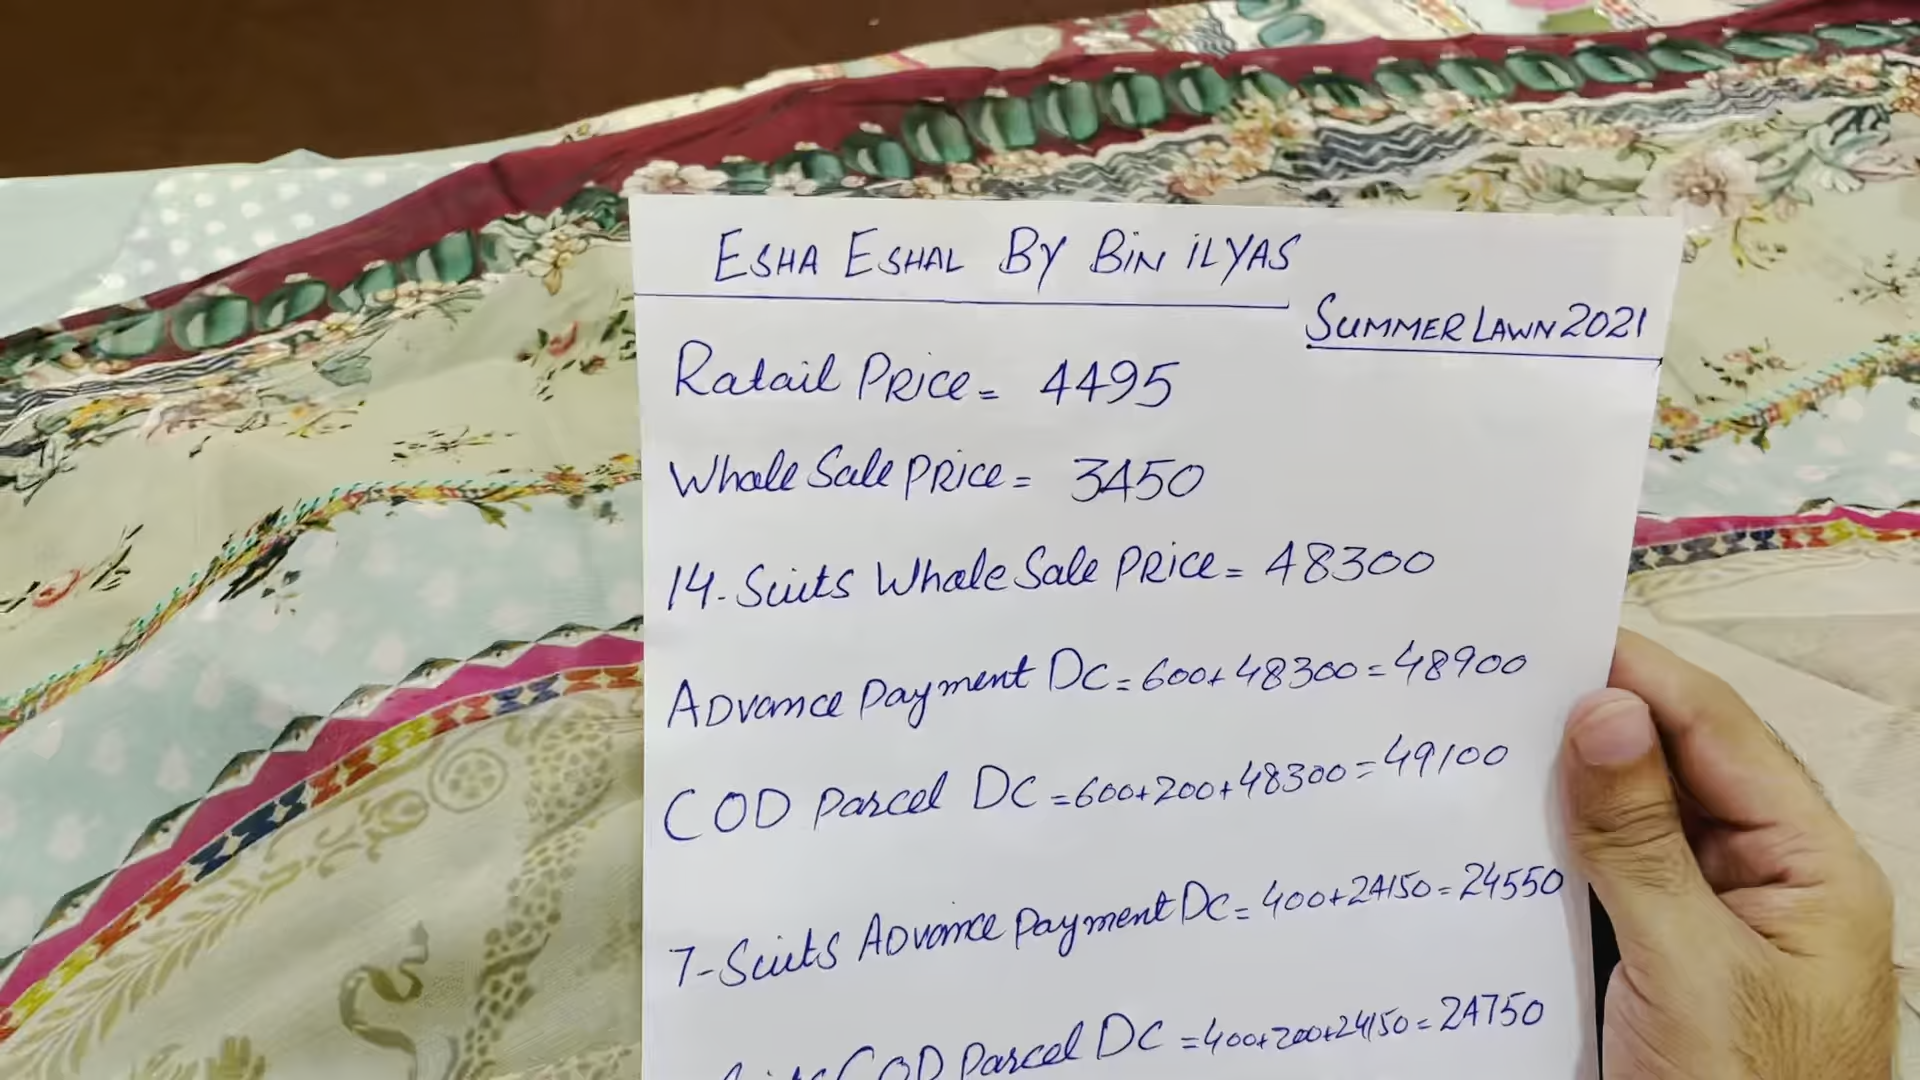 ESHA ESHAL BY BIN ILYAS
SUMMER LAWN 2021
Ratail Price = 4495
Whole Sale Price = 3450
14-Suits Whole Sale Price = 48300
Advance Payment DC = 600+48300=48900
COD Parcel DC =600+200+48300=49100
7-Suits Advance Payment DC= 400+24150=24550
COD Parcel DC =400+200+24150=24750